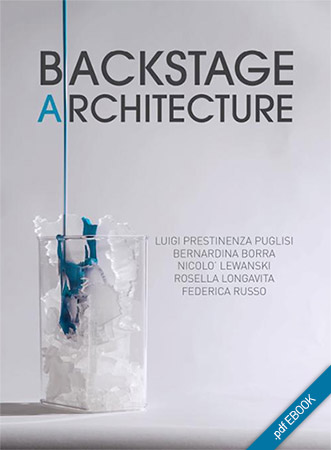 BACKSTAGE
ARCHITECTURE
LUIGI PRESTINENZA PUGLISI
BERNARDINA BORRA
NICOLO' LEWANSKI
ROSELLA LONGAVITA
FEDERICA RUSSO
.pdf EBOOK